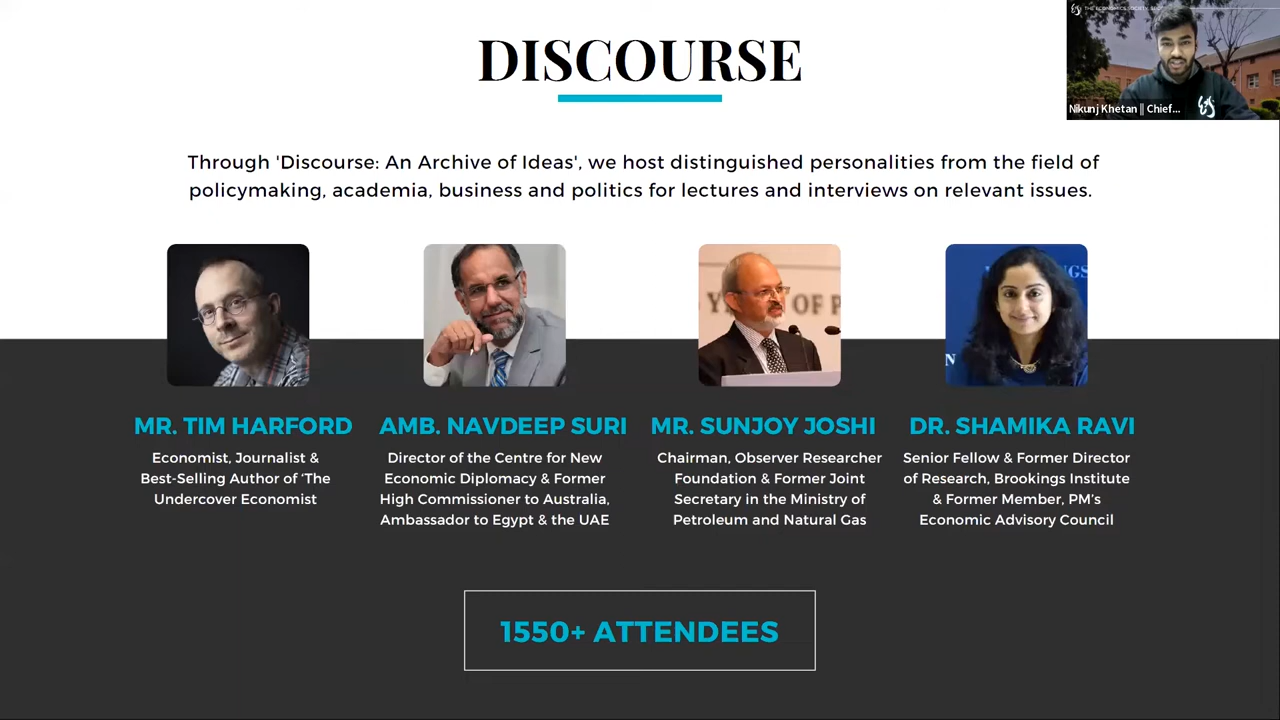 DISCOURSE
THE ECONOMICS SOCIETY, SRCC
Nikunj Khetan || Chief...
Through 'Discourse: An Archive of Ideas', we host distinguished personalities from the field of
policymaking, academia, business and politics for lectures and interviews on relevant issues.
MR. TIM HARFORD
Economist, Journalist &
Best-Selling Author of ‘The
Undercover Economist
AMB. NAVDEEP SURI
Director of the Centre for New
Economic Diplomacy & Former
High Commissioner to Australia,
Ambassador to Egypt & the UAE
MR. SUNJOY JOSHI
Chairman, Observer Researcher
Foundation & Former Joint
Secretary in the Ministry of
Petroleum and Natural Gas
DR. SHAMIKA RAVI
Senior Fellow & Former Director
of Research, Brookings Institute
& Former Member, PM’s
Economic Advisory Council
1550+ ATTENDEES